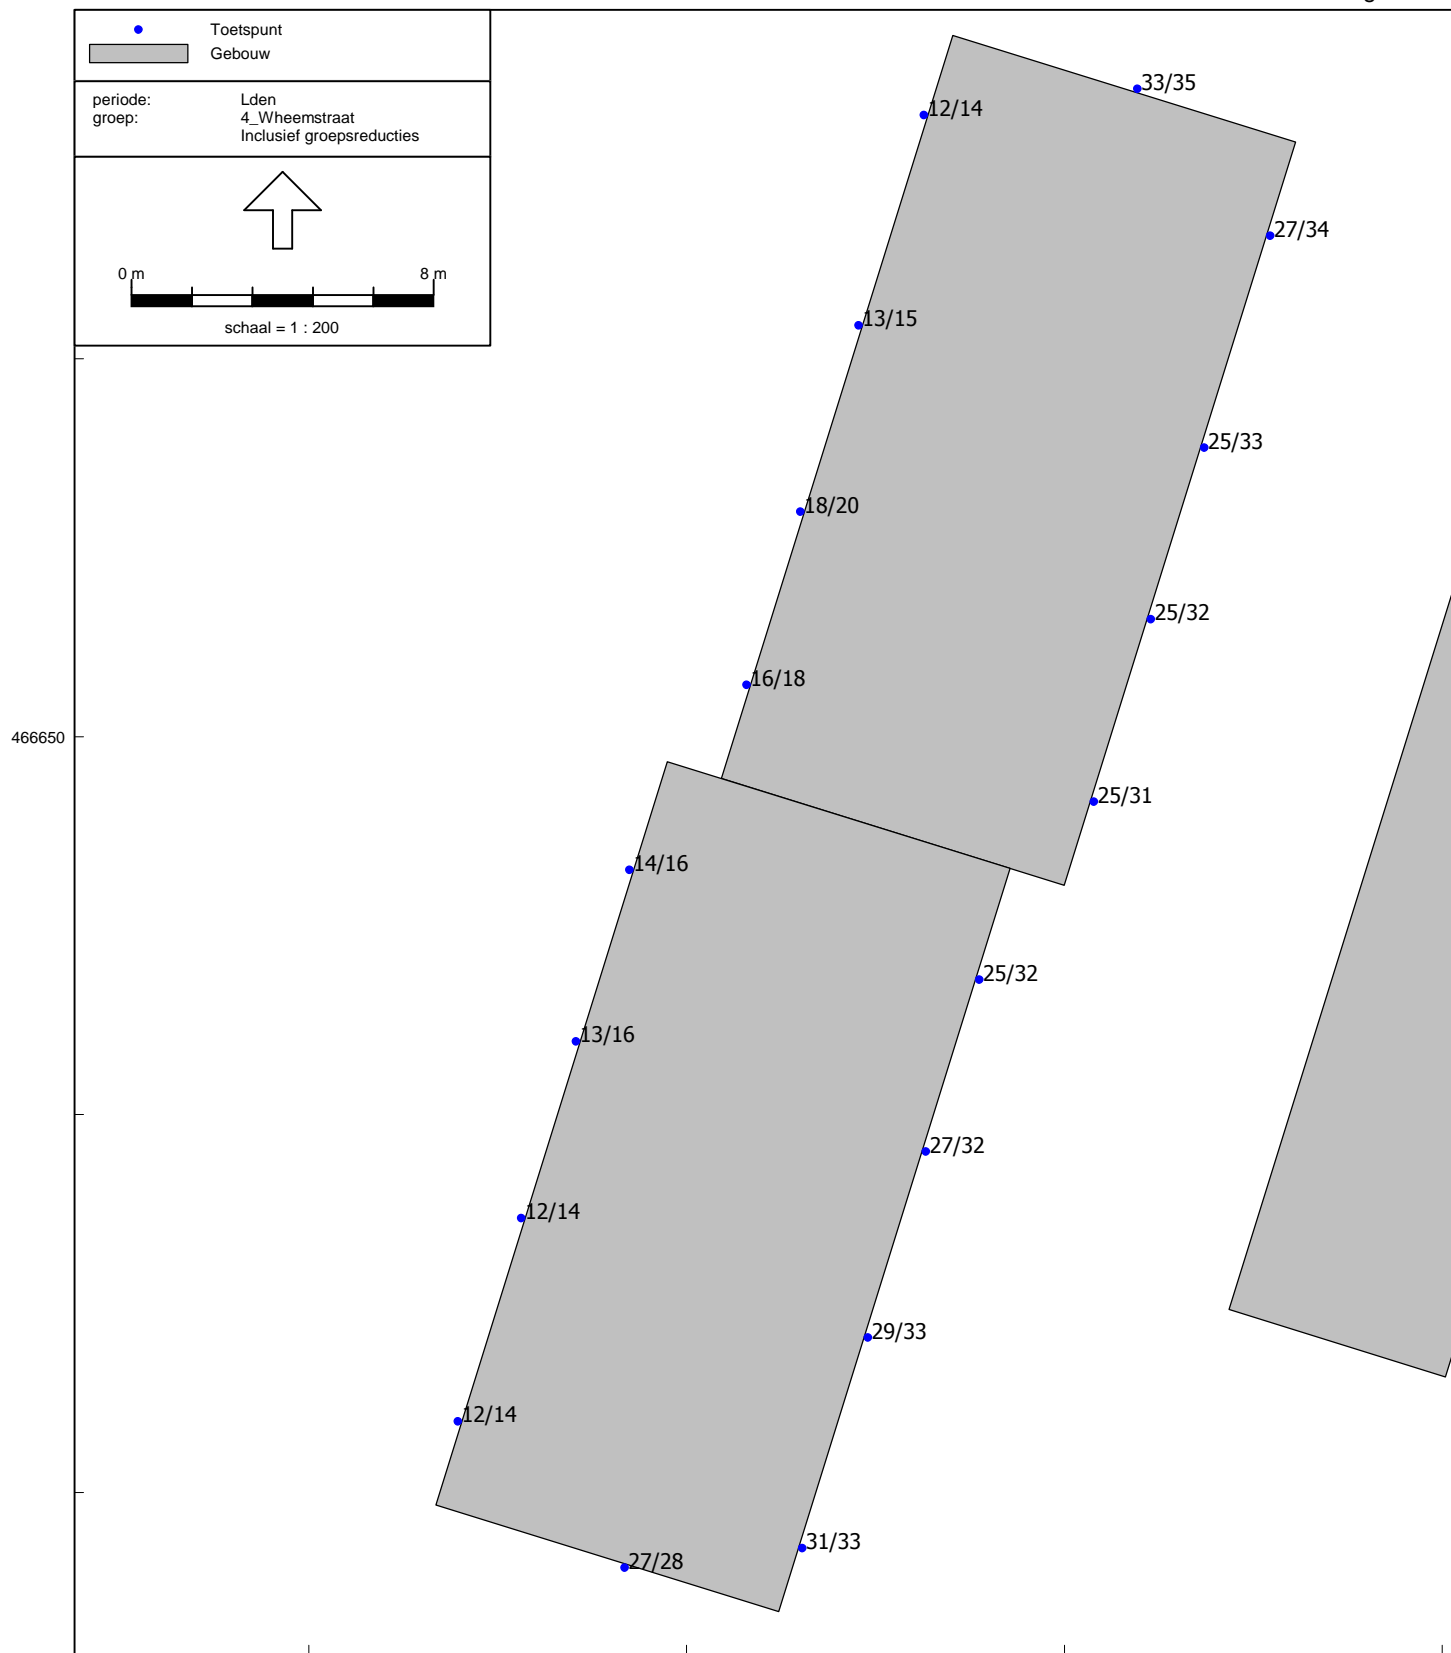 Toetspunt
Gebouw
periode: Lden
groep: 4_Wheemstraat
Inclusief groepsreducties
0 m 8 m
schaal = 1 : 200
33/35
12/14
27/34
13/15
25/33
18/20
25/32
16/18
466650
25/31
14/16
25/32
13/16
27/32
12/14
29/33
12/14
31/33
27/28